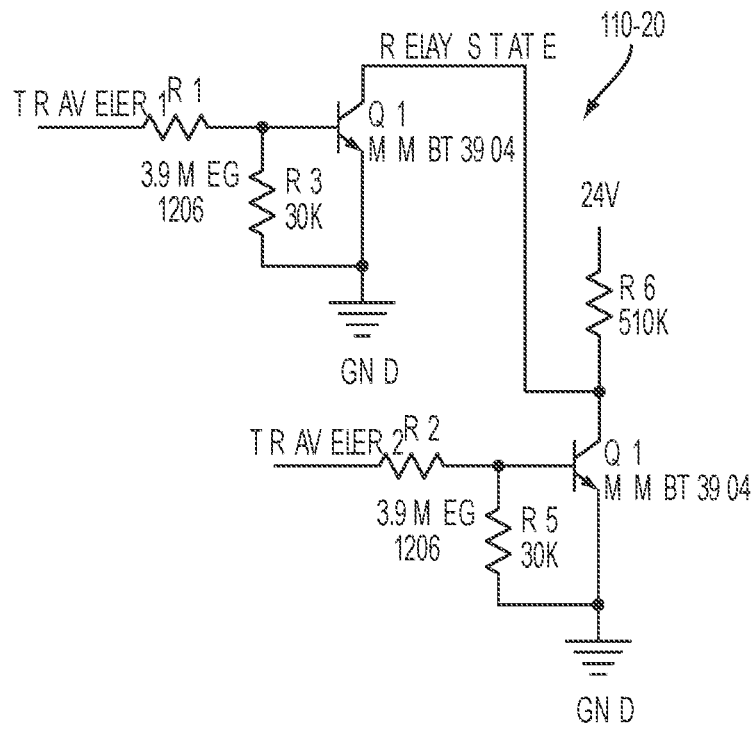 110-20
RELAY STATE
TRAVELER 1
R1
Q1
MMBT3904
3.9MEG
1206
R3
30K
24V
R6
510K
GND
TRAVELER 2
R2
Q1
MMBT3904
3.9MEG
1206
R5
30K
GND